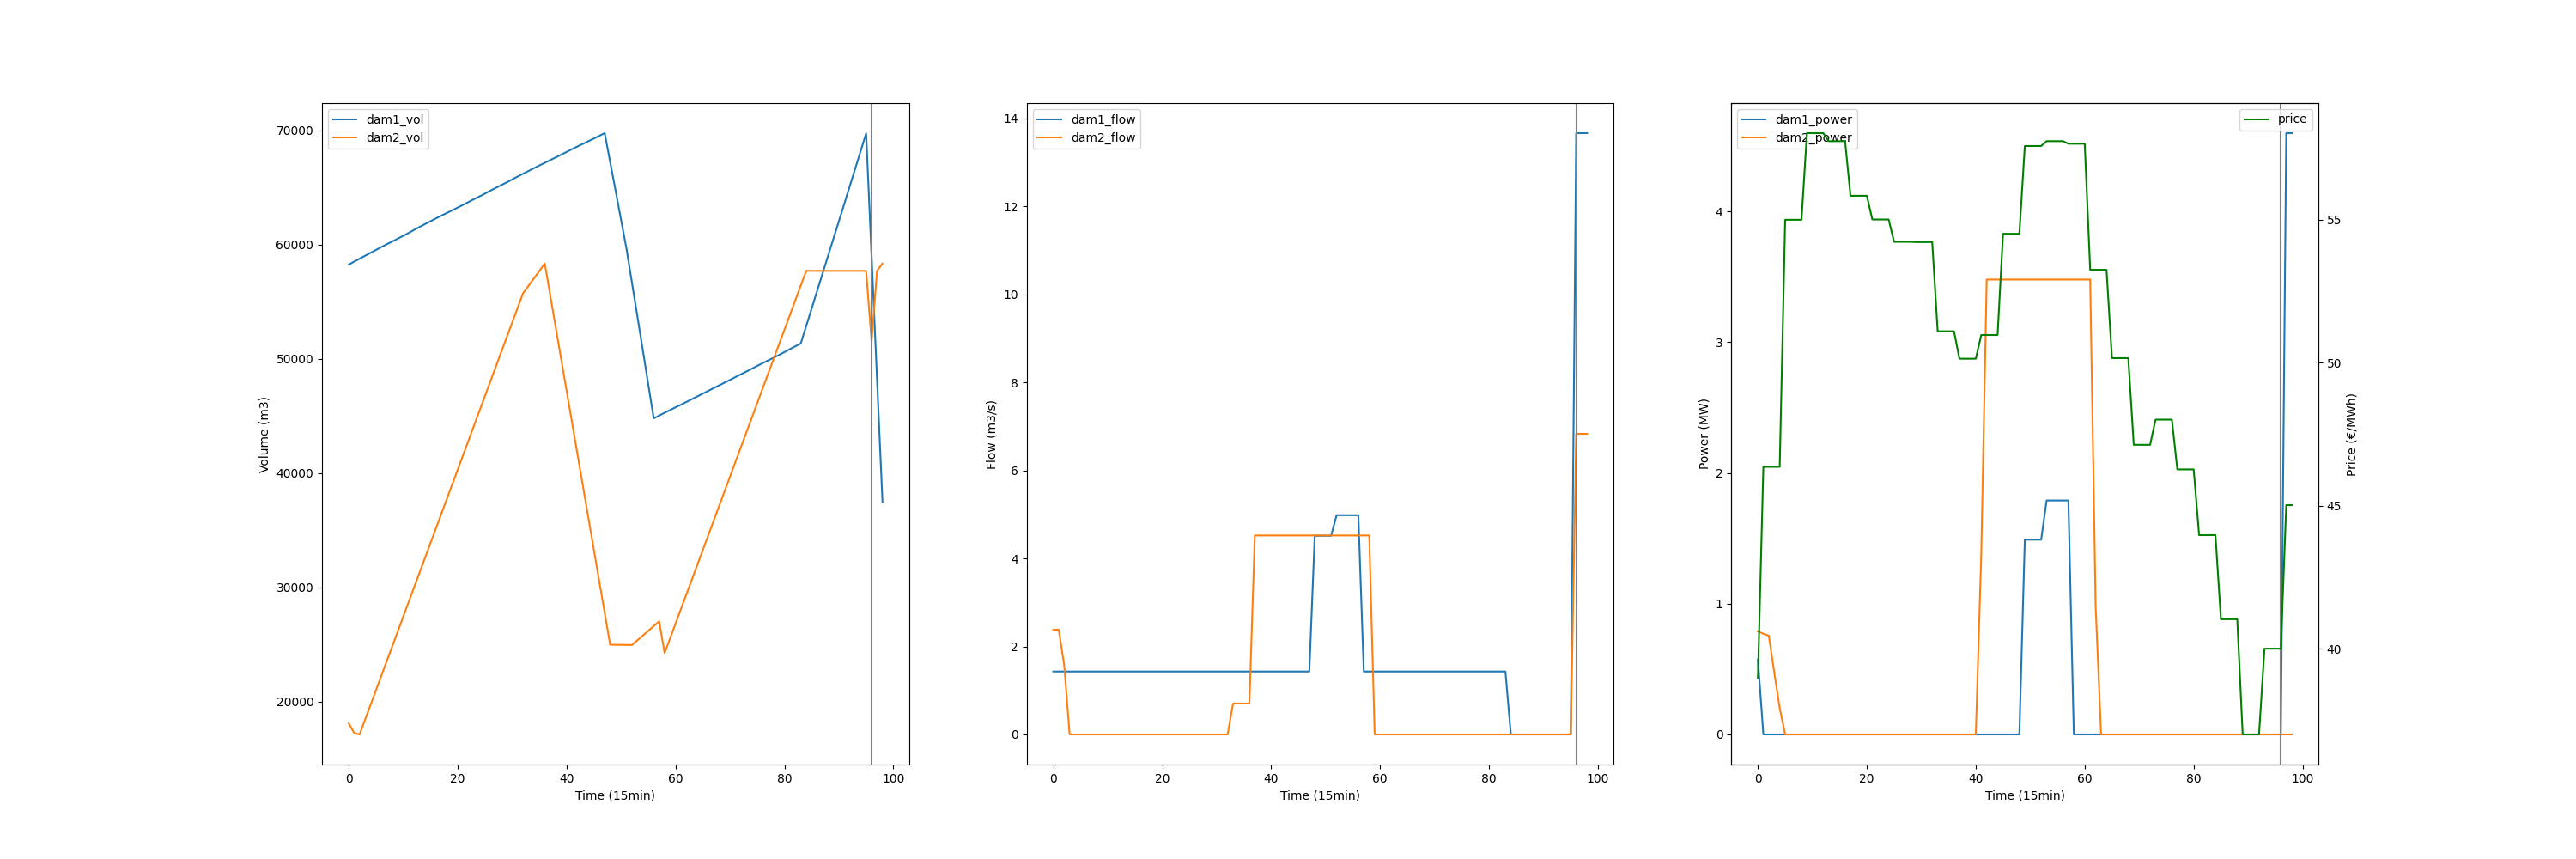 dam1_vol
dam2_vol
70000
60000
50000
40000
30000
20000
Volume (m3)
0 20 40 60 80 100
Time (15min)
dam1_flow
dam2_flow
14
12
10
8
6
4
2
0
Flow (m3/s)
0 20 40 60 80 100
Time (15min)
dam1_power
dam2_power
price
4
3
2
1
0
Power (MW)
55
50
45
40
Price (€/MWh)
0 20 40 60 80 100
Time (15min)